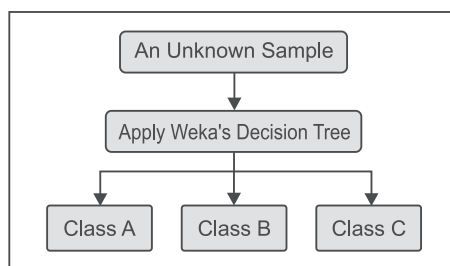 An Unknown Sample
Apply Weka's Decision Tree
Class A
Class B
Class C